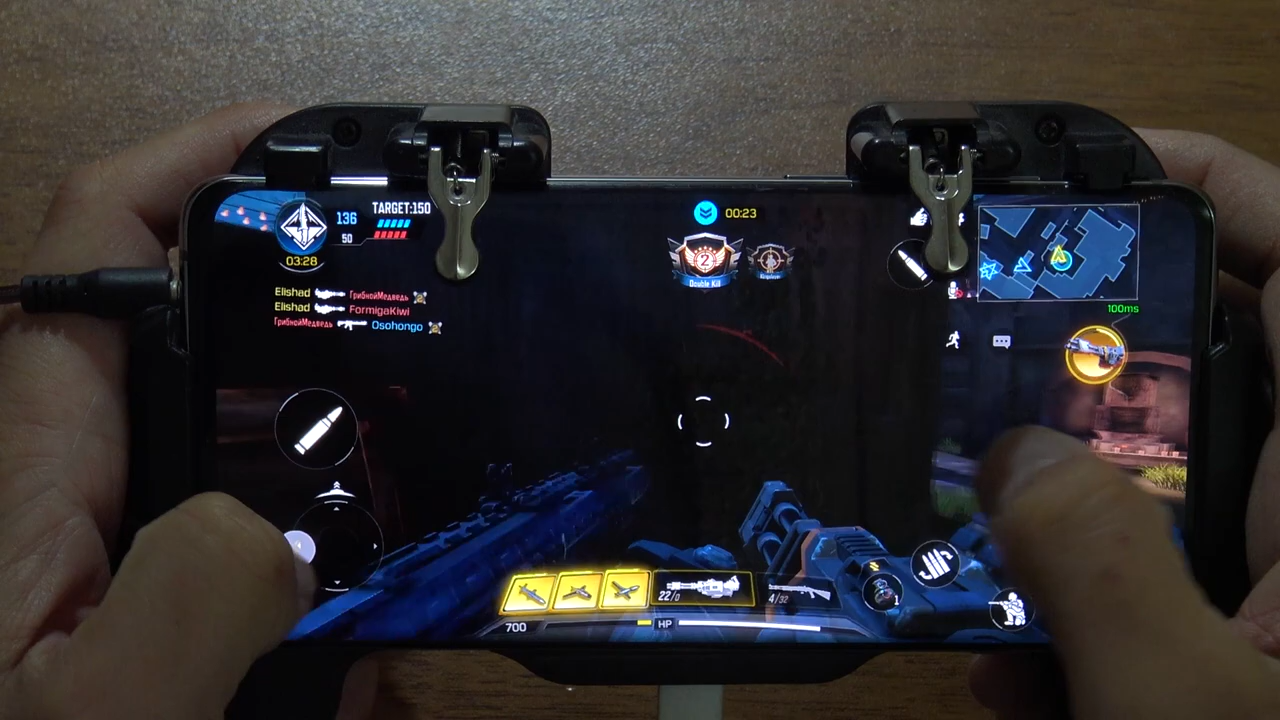 136
TARGET:150
50
03:28
00:23
2
Double Kill
Elishad ГрибнойМедведь
Elishad FormigaKiwi
ГрибнойМедведь Osohongo
100ms
22/0
4/32
1
700
HP